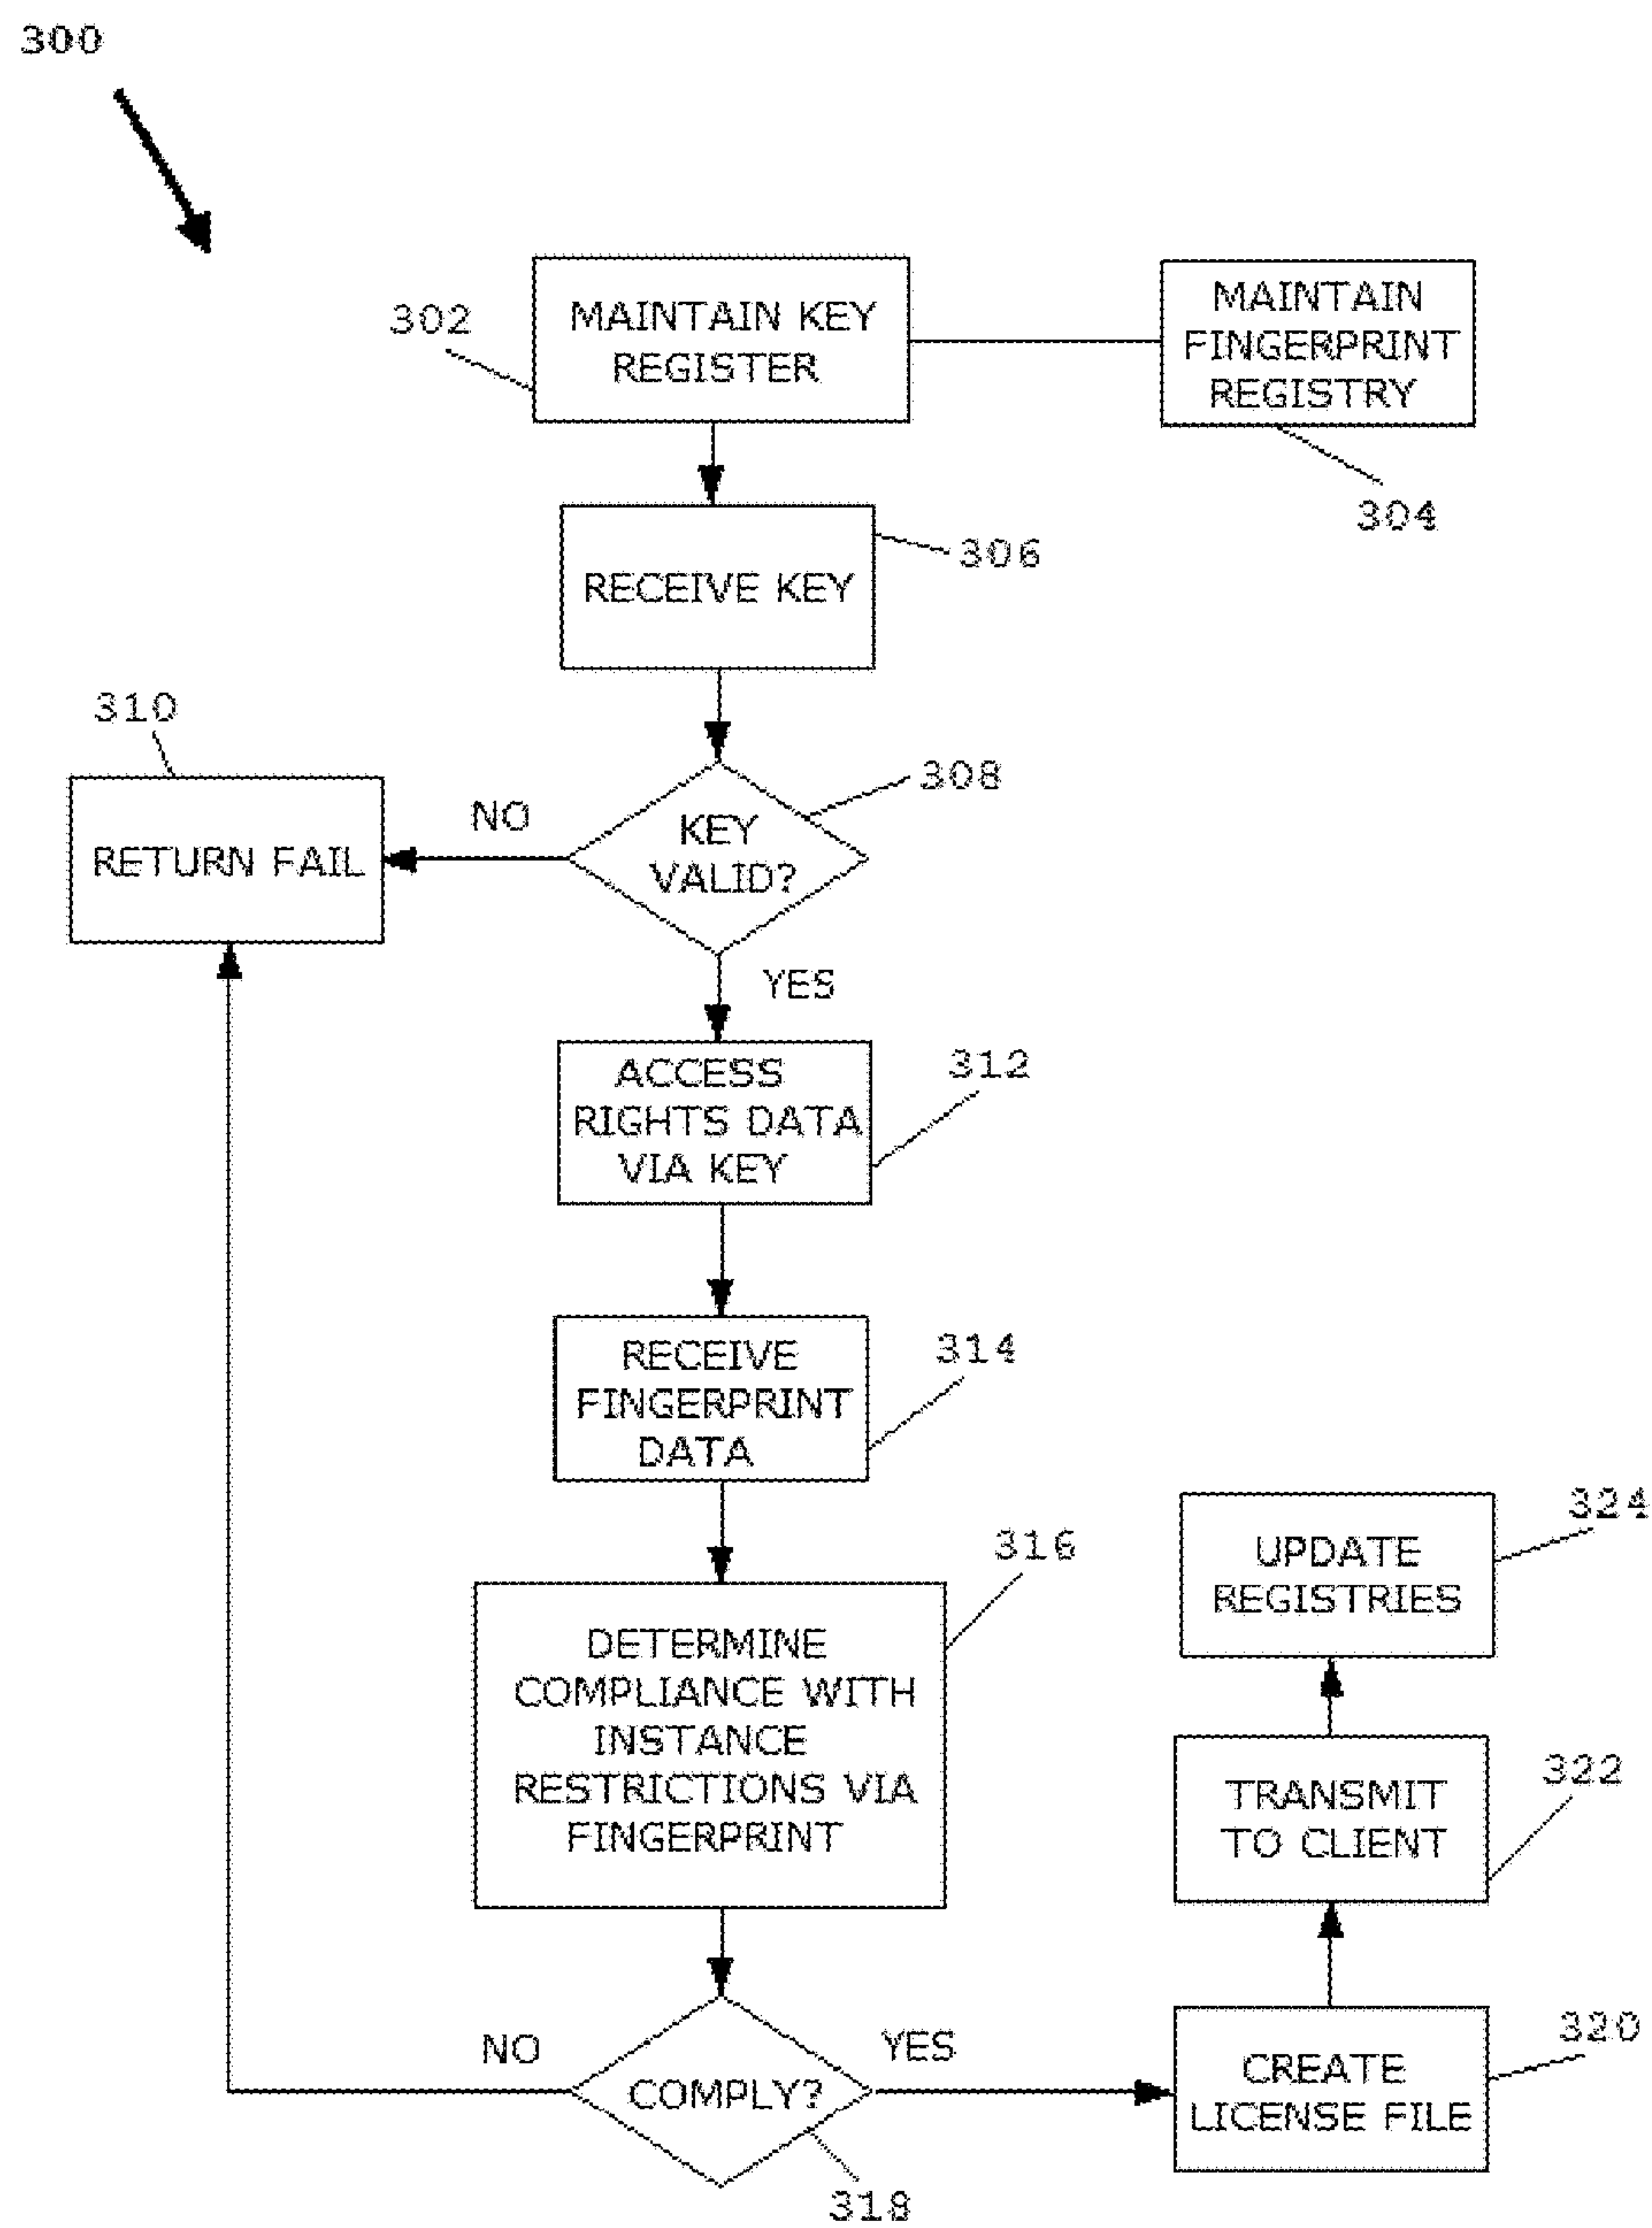 300
302
MAINTAIN KEY
REGISTER
MAINTAIN
FINGERPRINT
REGISTRY
304
RECEIVE KEY
306
310
RETURN FAIL
NO
KEY
VALID?
308
YES
ACCESS
RIGHTS DATA
VIA KEY
312
RECEIVE
FINGERPRINT
DATA
314
DETERMINE
COMPLIANCE WITH
INSTANCE
RESTRICTIONS VIA
FINGERPRINT
316
UPDATE
REGISTRIES
324
TRANSMIT
TO CLIENT
322
NO
COMPLY?
YES
318
CREATE
LICENSE FILE
320